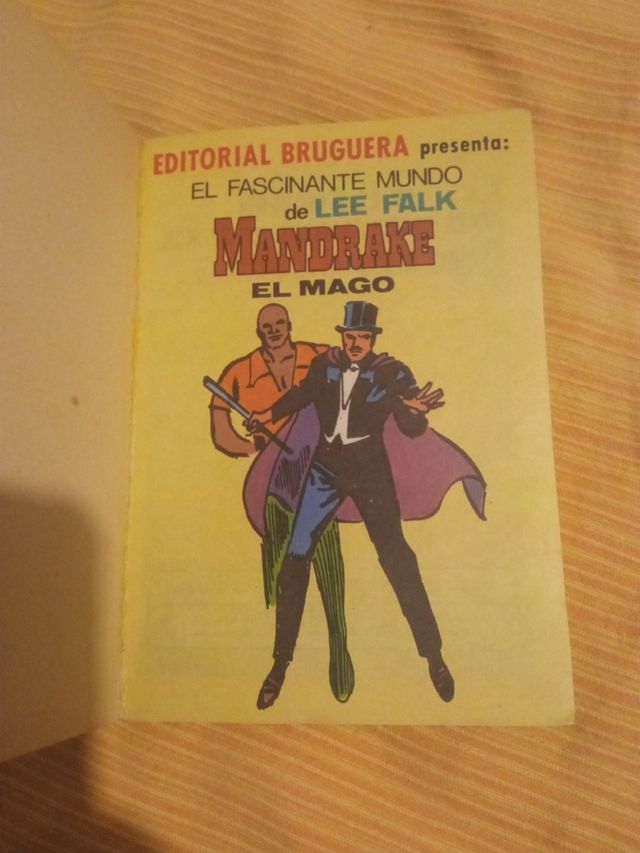 EDITORIAL BRUGUERA presenta:
EL FASCINANTE MUNDO
de LEE FALK
MANDRAKE
EL MAGO